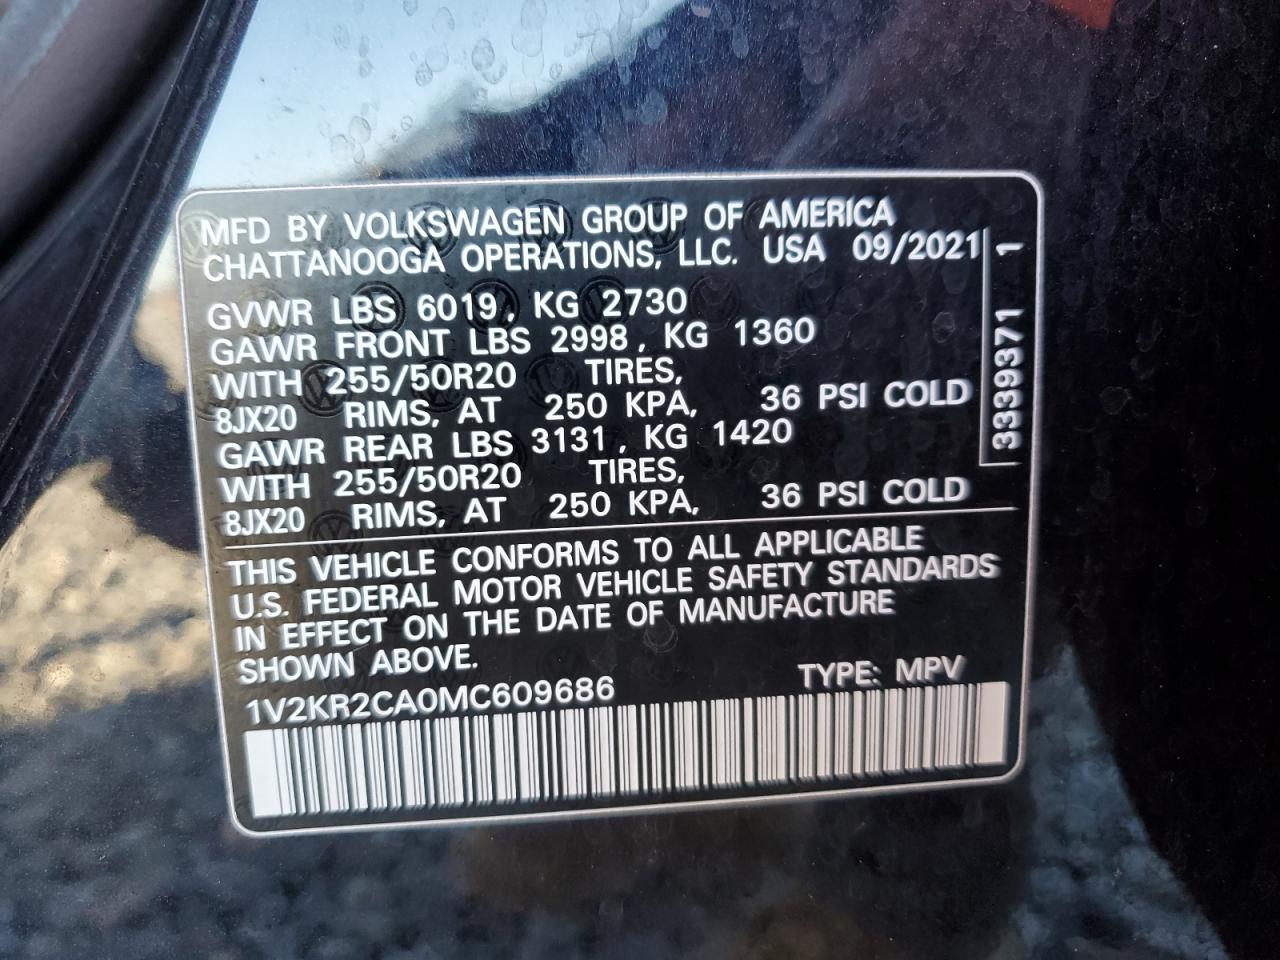 MFD BY VOLKSWAGEN GROUP OF AMERICA
CHATTANOOGA OPERATIONS, LLC. USA 09/2021
GVWR LBS 6019, KG 2730
GAWR FRONT LBS 2998, KG 1360
WITH 255/50R20 TIRES,
8JX20 RIMS, AT 250 KPA, 36 PSI COLD
GAWR REAR LBS 3131, KG 1420
WITH 255/50R20 TIRES,
8JX20 RIMS, AT 250 KPA, 36 PSI COLD
3339371 1
THIS VEHICLE CONFORMS TO ALL APPLICABLE
U.S. FEDERAL MOTOR VEHICLE SAFETY STANDARDS
IN EFFECT ON THE DATE OF MANUFACTURE
SHOWN ABOVE.
TYPE: MPV
1V2KR2CA0MC609686